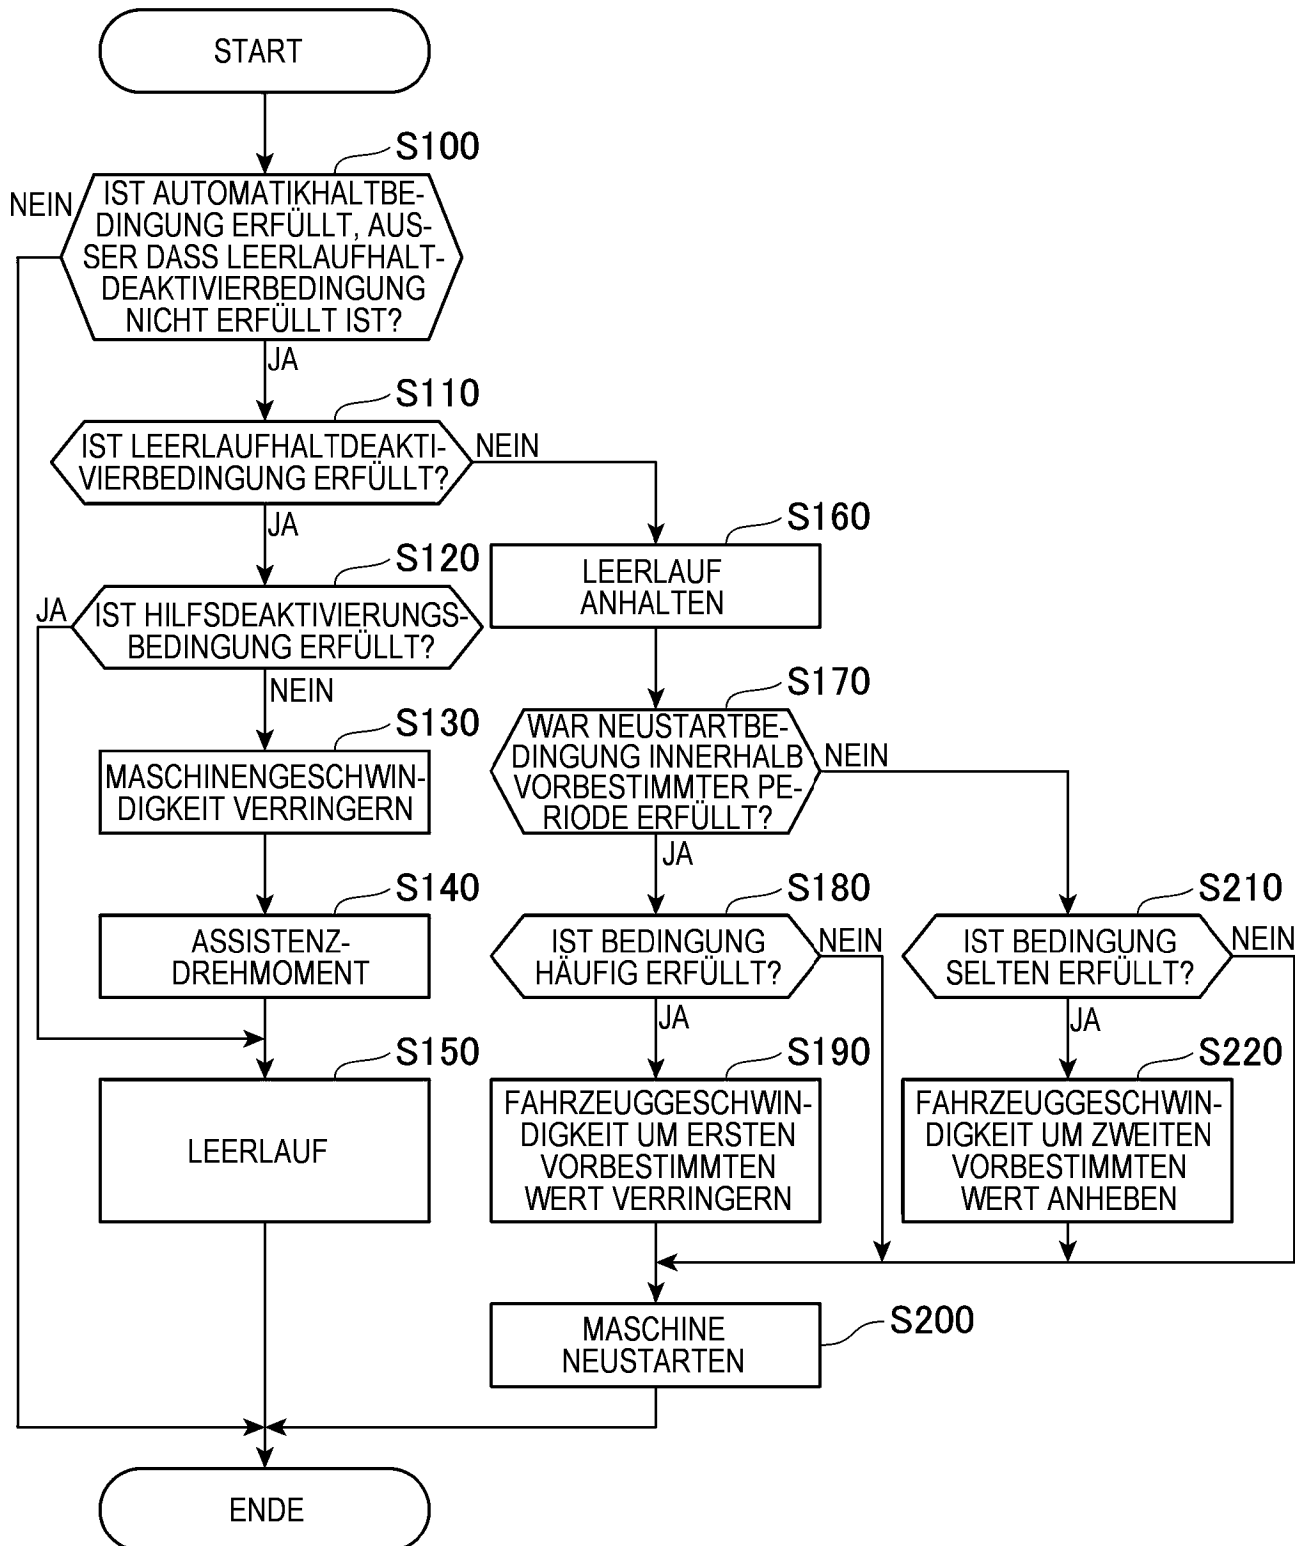 START
S100
NEIN
IST AUTOMATIKHALTBE-
DINGUNG ERFÜLLT, AUS-
SER DASS LEERLAUFHALT-
DEAKTIVIERBEDINGUNG
NICHT ERFÜLLT IST?
JA
S110
IST LEERLAUFHALTDEAKTI-
VIERBEDINGUNG ERFÜLLT?
NEIN
JA
S120
JA
IST HILFSDEAKTIVIERUNGS-
BEDINGUNG ERFÜLLT?
NEIN
S130
MASCHINENGESCHWIN-
DIGKEIT VERRINGERN
S140
ASSISTENZ-
DREHMOMENT
S150
LEERLAUF
S160
LEERLAUF
ANHALTEN
S170
WAR NEUSTARTBE-
DINGUNG INNERHALB
VORBESTIMMTER PE-
RIODE ERFÜLLT?
NEIN
JA
S180
IST BEDINGUNG
HÄUFIG ERFÜLLT?
NEIN
JA
S190
FAHRZEUGGESCHWIN-
DIGKEIT UM ERSTEN
VORBESTIMMTEN
WERT VERRINGERN
S210
IST BEDINGUNG
SELTEN ERFÜLLT?
NEIN
JA
S220
FAHRZEUGGESCHWIN-
DIGKEIT UM ZWEITEN
VORBESTIMMTEN
WERT ANHEBEN
S200
MASCHINE
NEUSTARTEN
ENDE